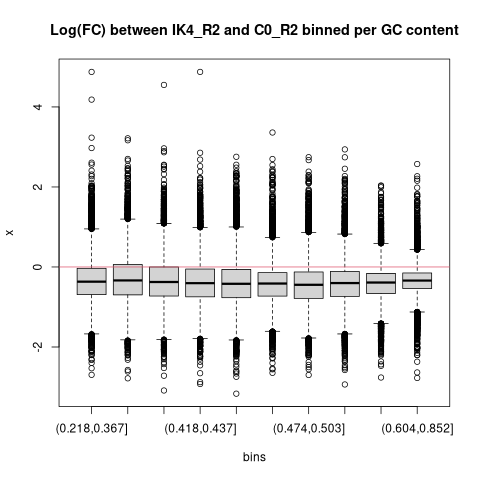 Log(FC) between IK4_R2 and C0_R2 binned per GC content
4
2
0
-2
x
(0.218,0.367]
(0.418,0.437]
(0.474,0.503]
(0.604,0.852]
bins